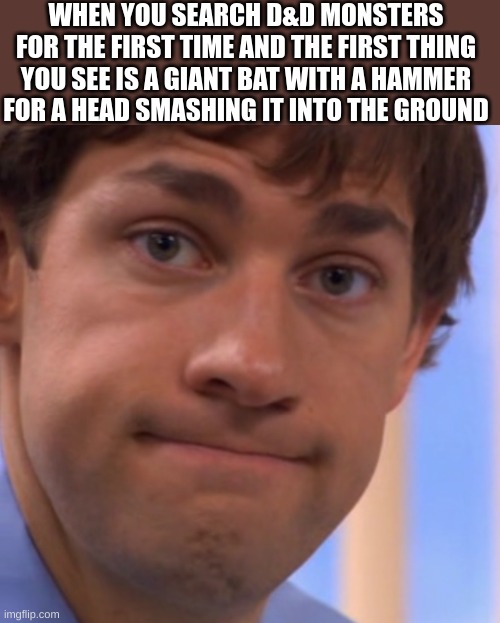 WHEN YOU SEARCH D&D MONSTERS
FOR THE FIRST TIME AND THE FIRST THING
YOU SEE IS A GIANT BAT WITH A HAMMER
FOR A HEAD SMASHING IT INTO THE GROUND
imgflip.com